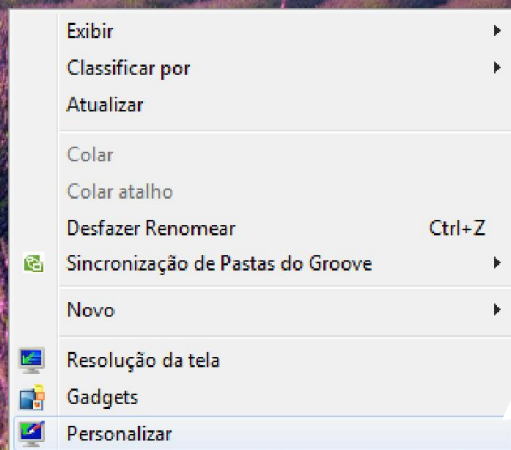 Exibir
Classificar por
Atualizar
Colar
Colar atalho
Desfazer Renomear Ctrl+Z
Sincronização de Pastas do Groove
Novo
Resolução da tela
Gadgets
Personalizar